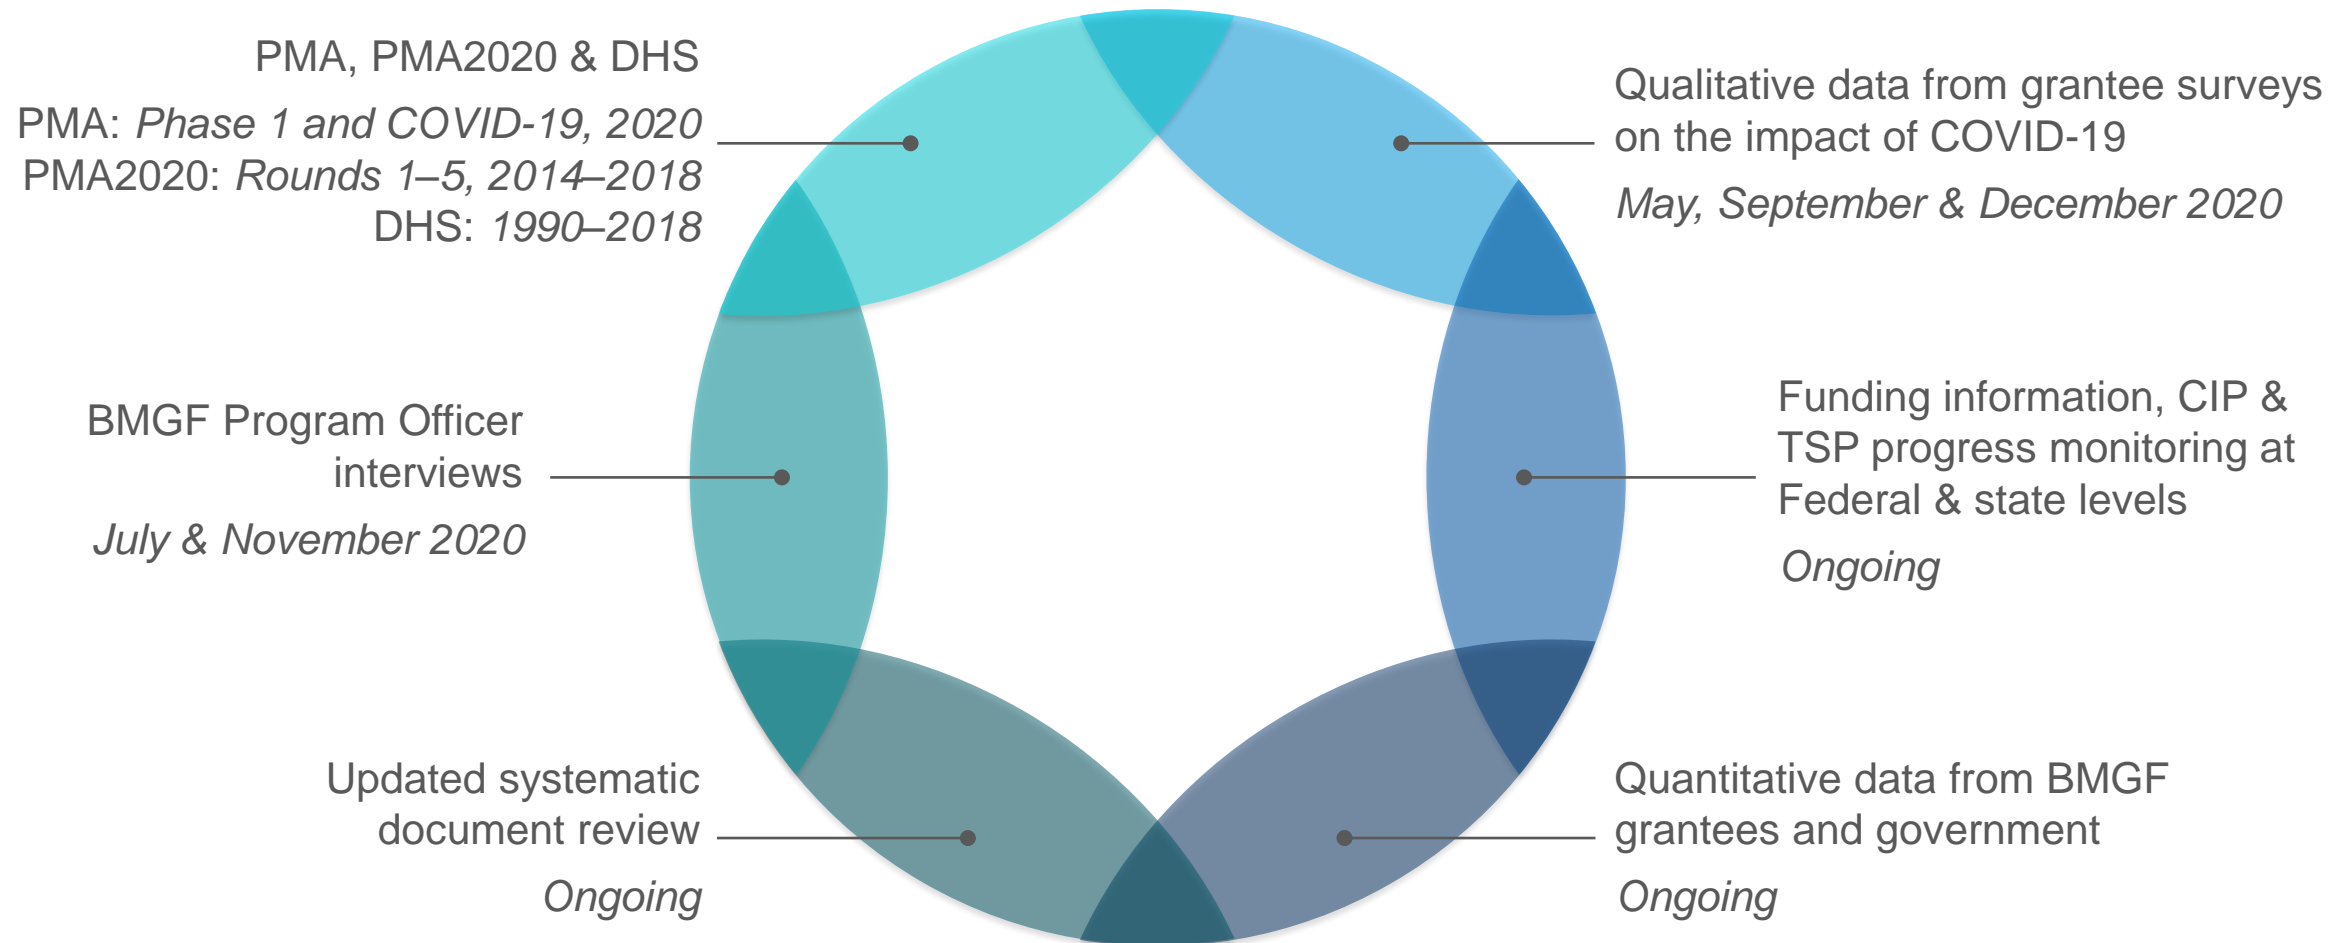 PMA, PMA2020 & DHS
PMA: Phase 1 and COVID-19, 2020
PMA2020: Rounds 1–5, 2014–2018
DHS: 1990–2018
Qualitative data from grantee surveys
on the impact of COVID-19
May, September & December 2020
BMGF Program Officer
interviews
July & November 2020
Funding information, CIP &
TSP progress monitoring at
Federal & state levels
Ongoing
Updated systematic
document review
Ongoing
Quantitative data from BMGF
grantees and government
Ongoing